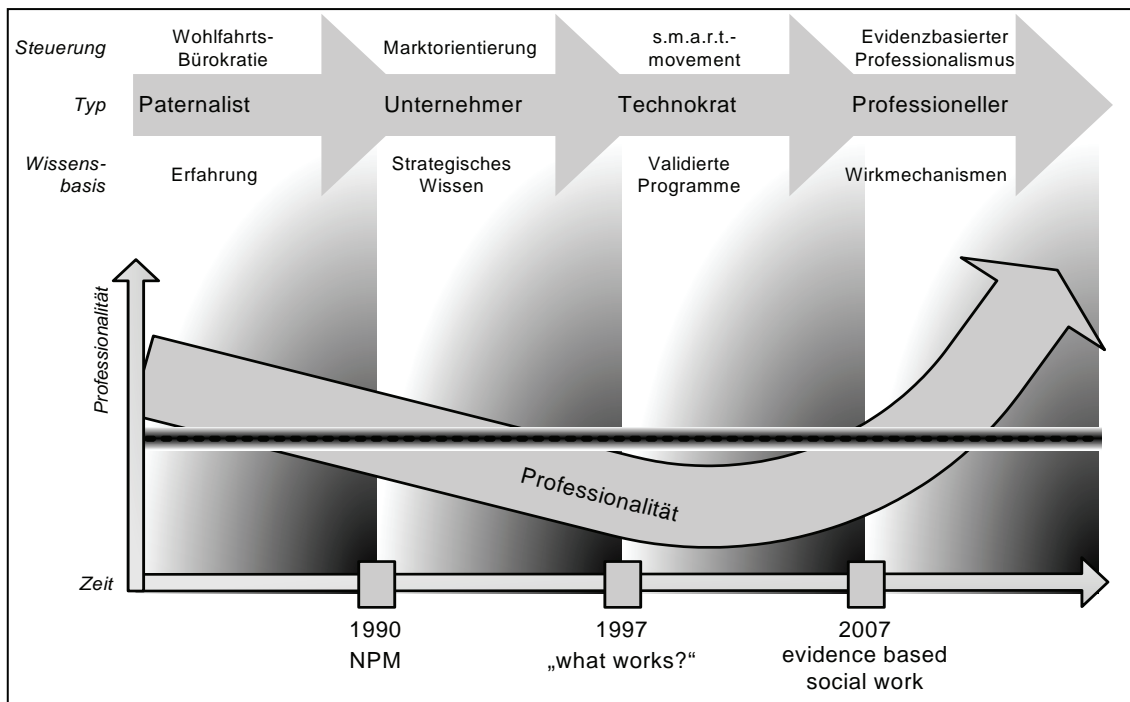 Steuerung
Wohlfahrts-
Bürokratie
Marktorientierung
s.m.a.r.t.-
movement
Evidenzbasierter
Professionalismus
Typ
Paternalist
Unternehmer
Technokrat
Professioneller
Wissens-
basis
Erfahrung
Strategisches
Wissen
Validierte
Programme
Wirkmechanismen
Professionalität
Professionalität
Zeit
1990
NPM
1997
„what works?“
2007
evidence based
social work